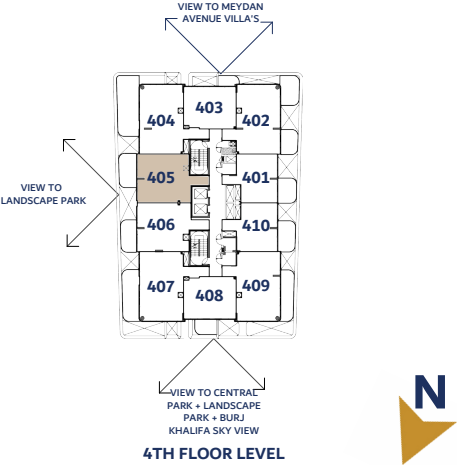 VIEW TO MEYDAN
AVENUE VILLA'S
403
404
402
405
401
VIEW TO
LANDSCAPE PARK
406
410
407
408
409
VIEW TO CENTRAL
PARK + LANDSCAPE
PARK + BURJ
KHALIFA SKY VIEW
4TH FLOOR LEVEL
N